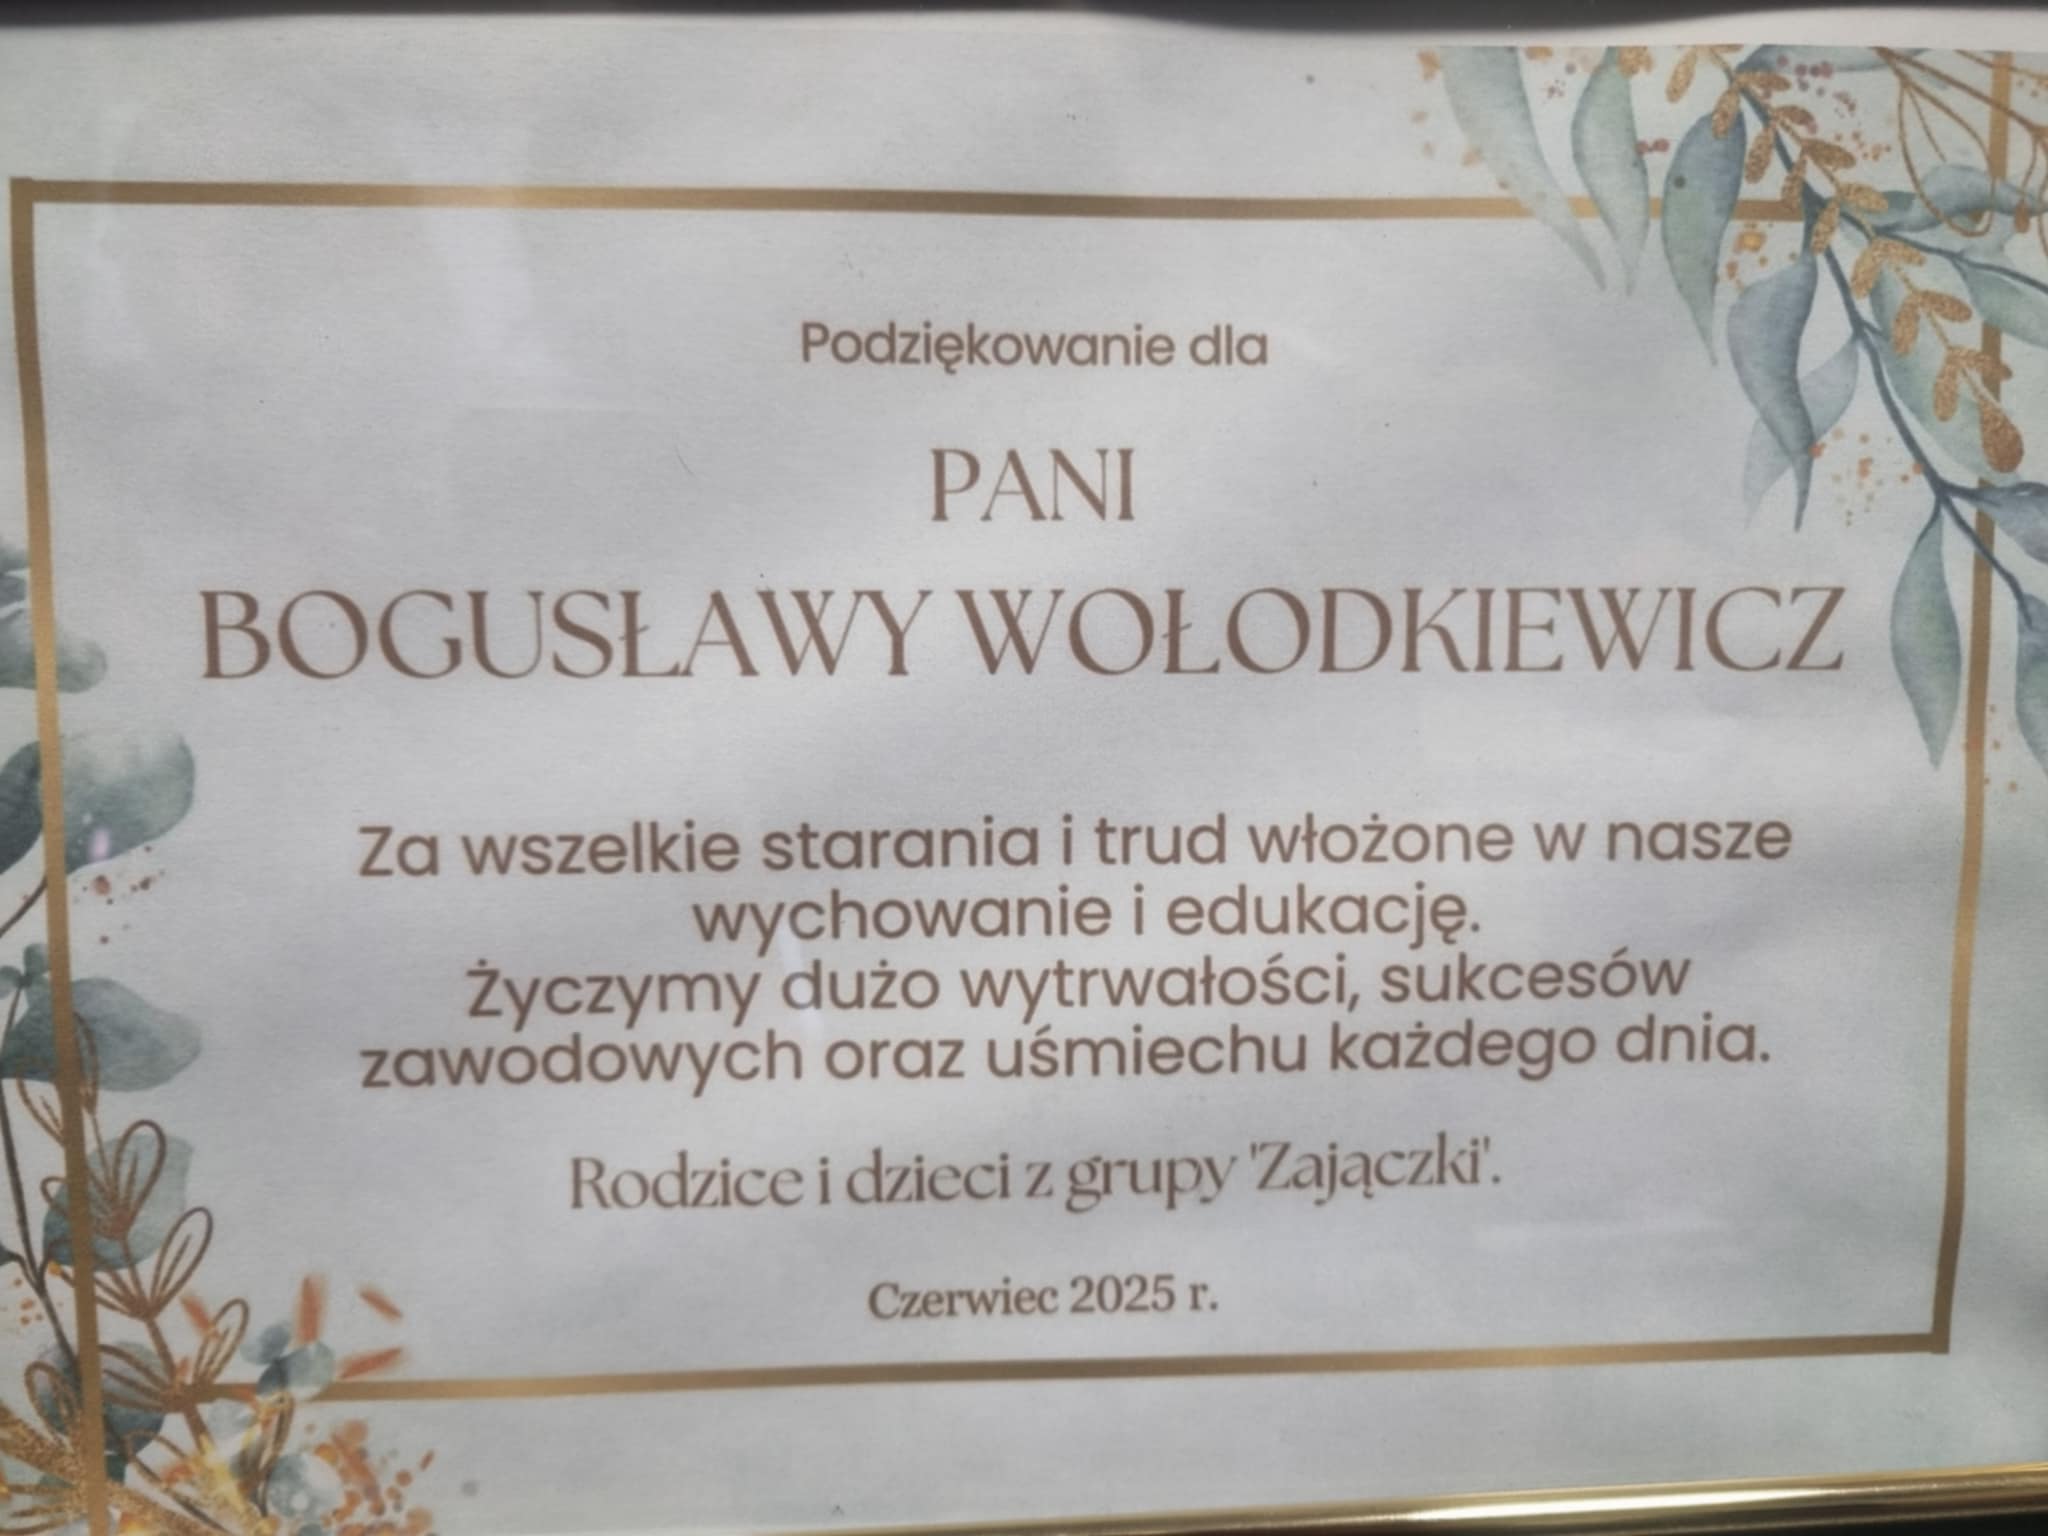 Podziękowanie dla
PANI
BOGUSŁAWY WOŁODKIEWICZ
Za wszelkie starania i trud włożone w nasze
wychowanie i edukację.
Życzymy dużo wytrwałości, sukcesów
zawodowych oraz uśmiechu każdego dnia.
Rodzice i dzieci z grupy 'Zajączki'.
Czerwiec 2025 r.